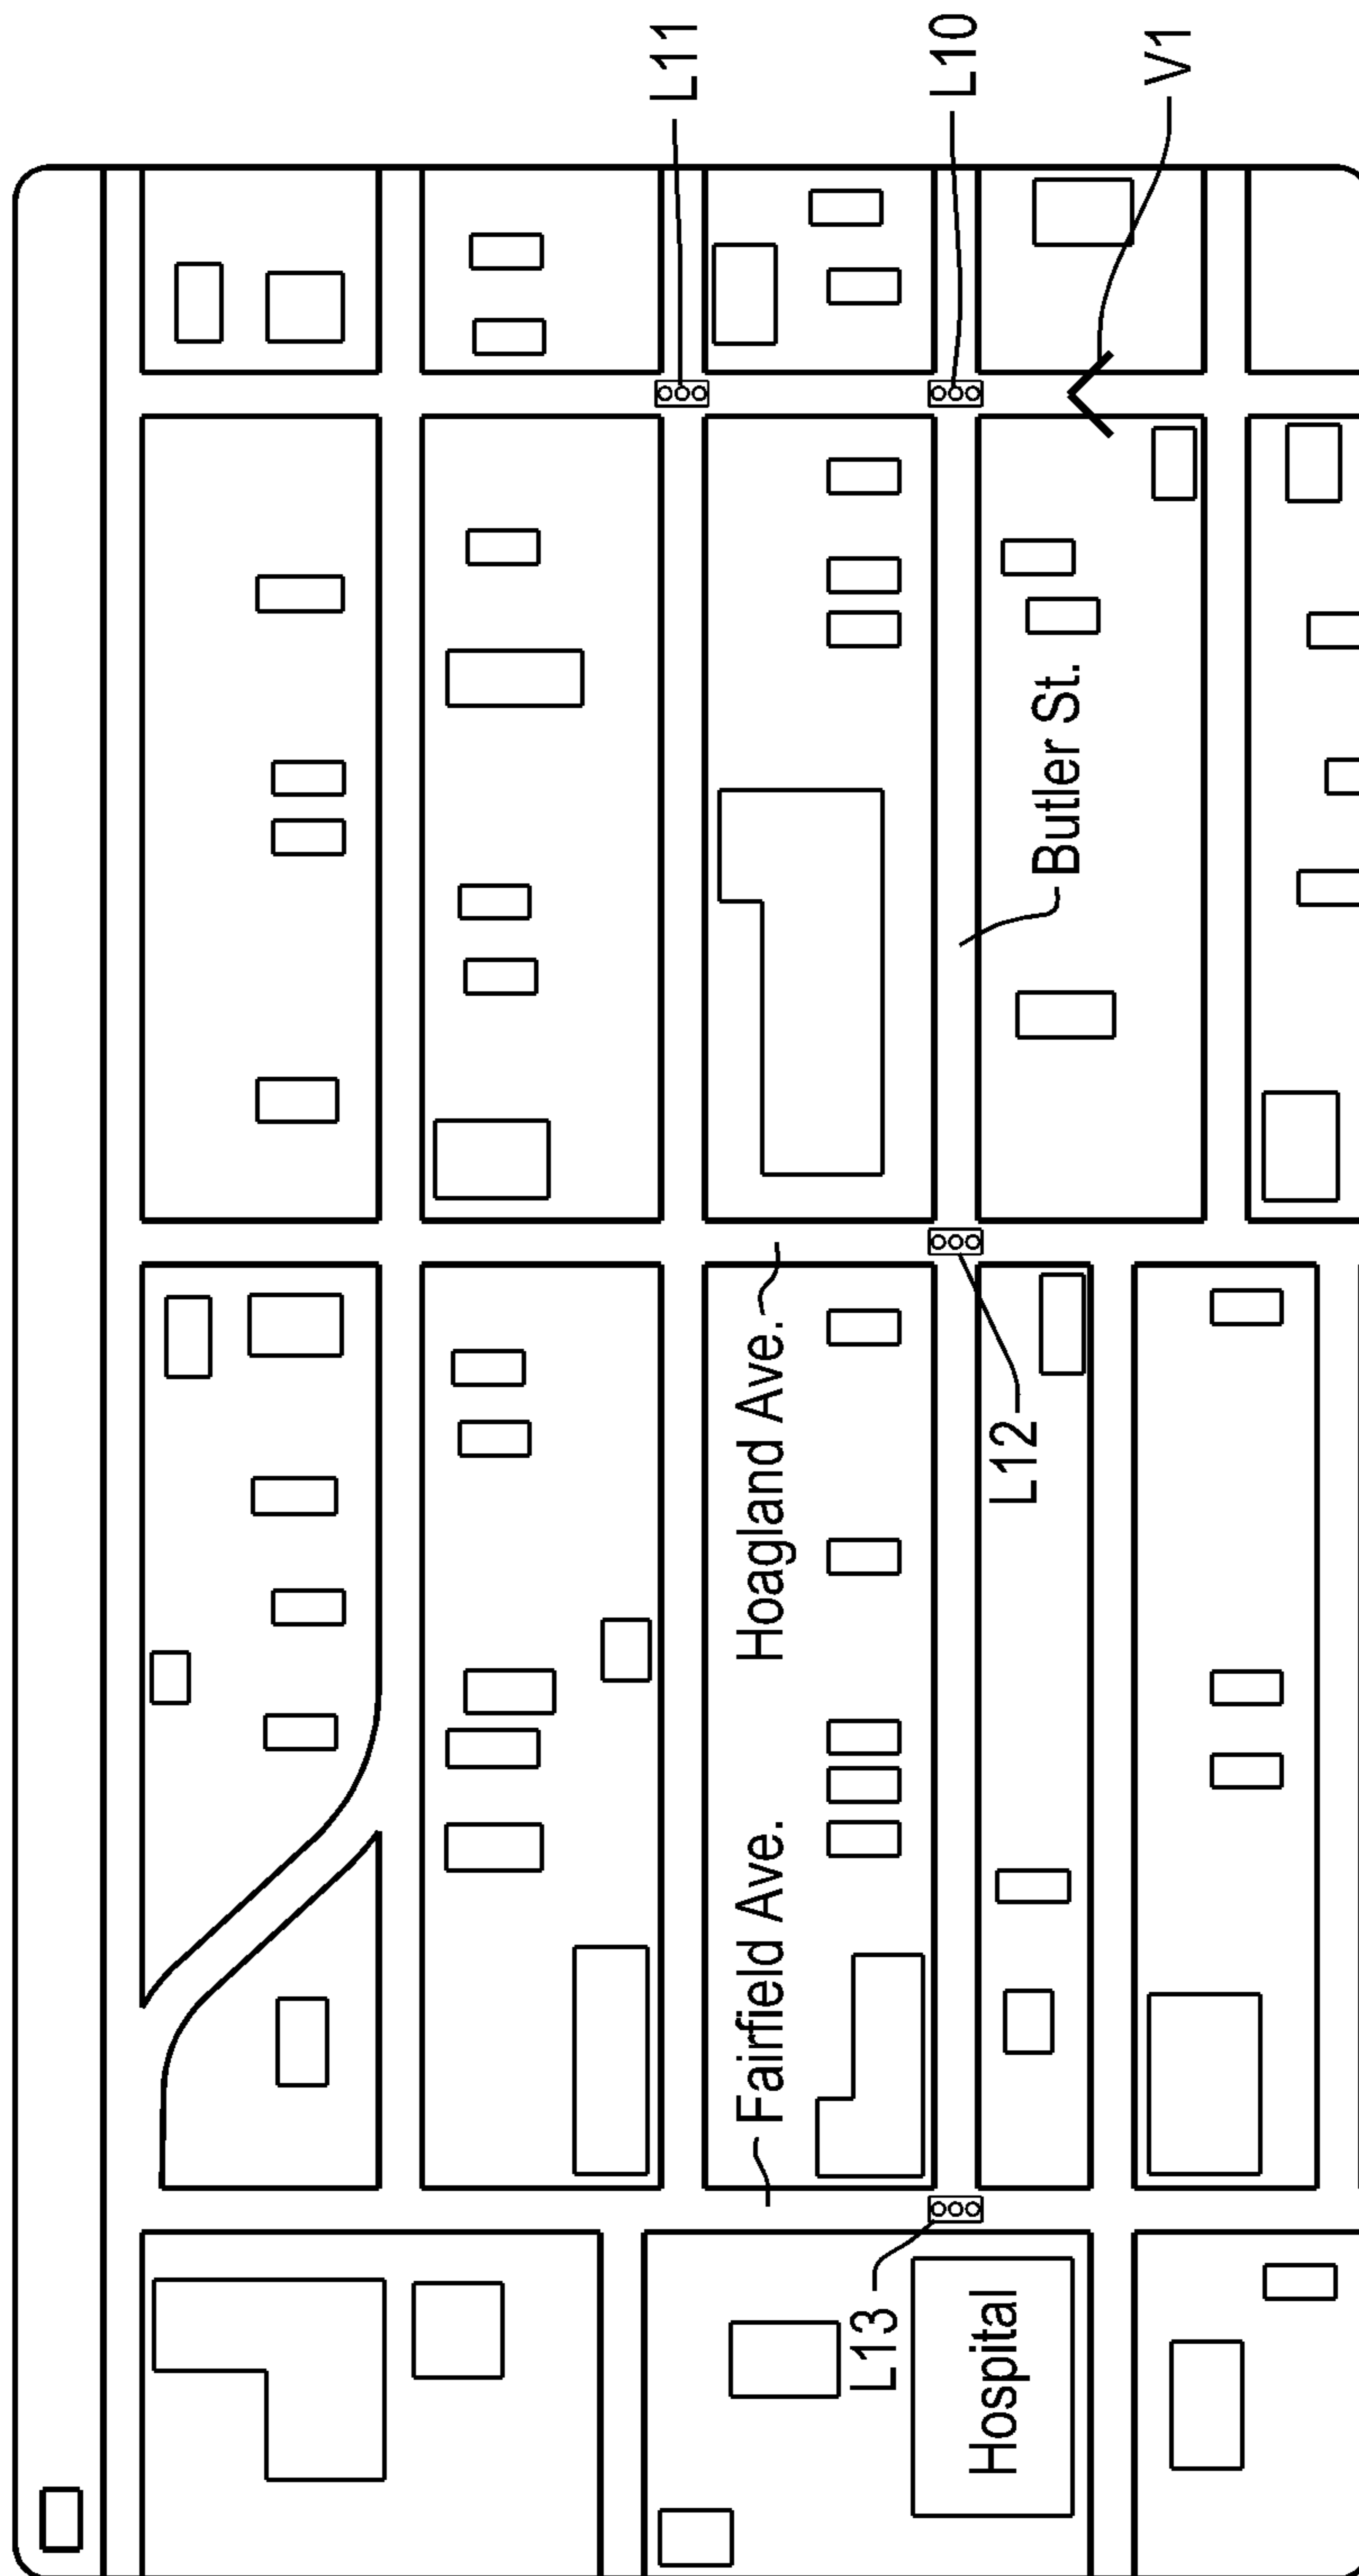 L11
L10
V1
Butler St.
Hoagland Ave.
L12
Fairfield Ave.
L13
Hospital